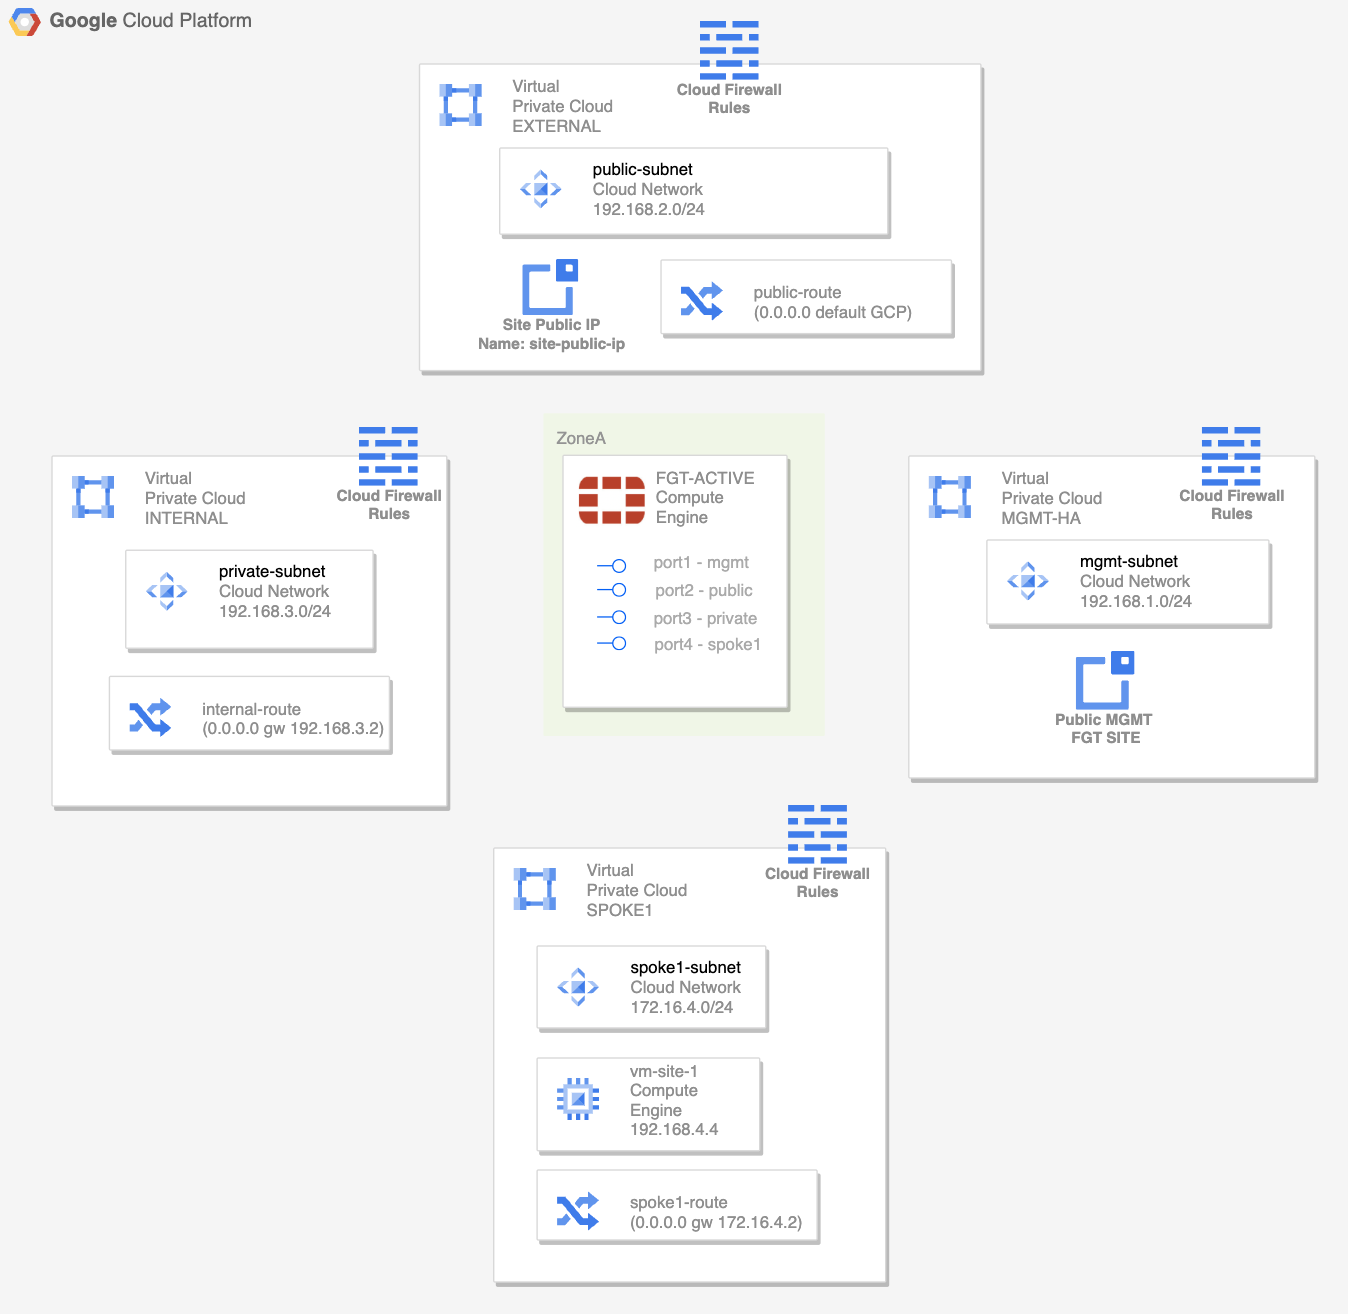 Google Cloud Platform
Cloud Firewall
Rules
Virtual
Private Cloud
EXTERNAL
public-subnet
Cloud Network
192.168.2.0/24
Site Public IP
Name: site-public-ip
public-route
(0.0.0.0 default GCP)
Virtual
Private Cloud
INTERNAL
Cloud Firewall
Rules
private-subnet
Cloud Network
192.168.3.0/24
internal-route
(0.0.0.0 gw 192.168.3.2)
ZoneA
FGT-ACTIVE
Compute
Engine
port1 - mgmt
port2 - public
port3 - private
port4 - spoke1
Virtual
Private Cloud
MGMT-HA
Cloud Firewall
Rules
mgmt-subnet
Cloud Network
192.168.1.0/24
Public MGMT
FGT SITE
Virtual
Private Cloud
SPOKE1
Cloud Firewall
Rules
spoke1-subnet
Cloud Network
172.16.4.0/24
vm-site-1
Compute
Engine
192.168.4.4
spoke1-route
(0.0.0.0 gw 172.16.4.2)